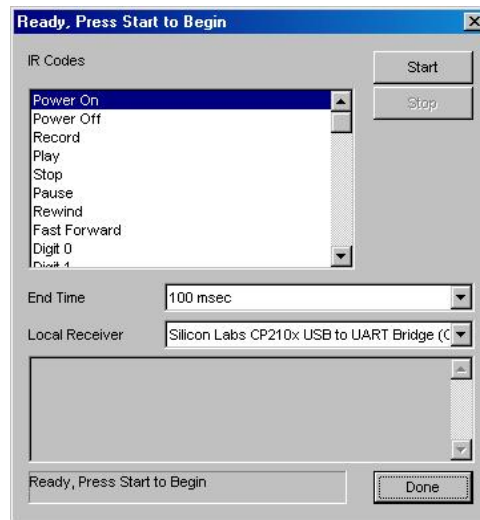 Ready, Press Start to Begin
IR Codes
Start
Stop
Power On
Power Off
Record
Play
Stop
Pause
Rewind
Fast Forward
Digit 0
Digit 1
End Time
100 msec
Local Receiver
Silicon Labs CP210x USB to UART Bridge (C
Ready, Press Start to Begin
Done